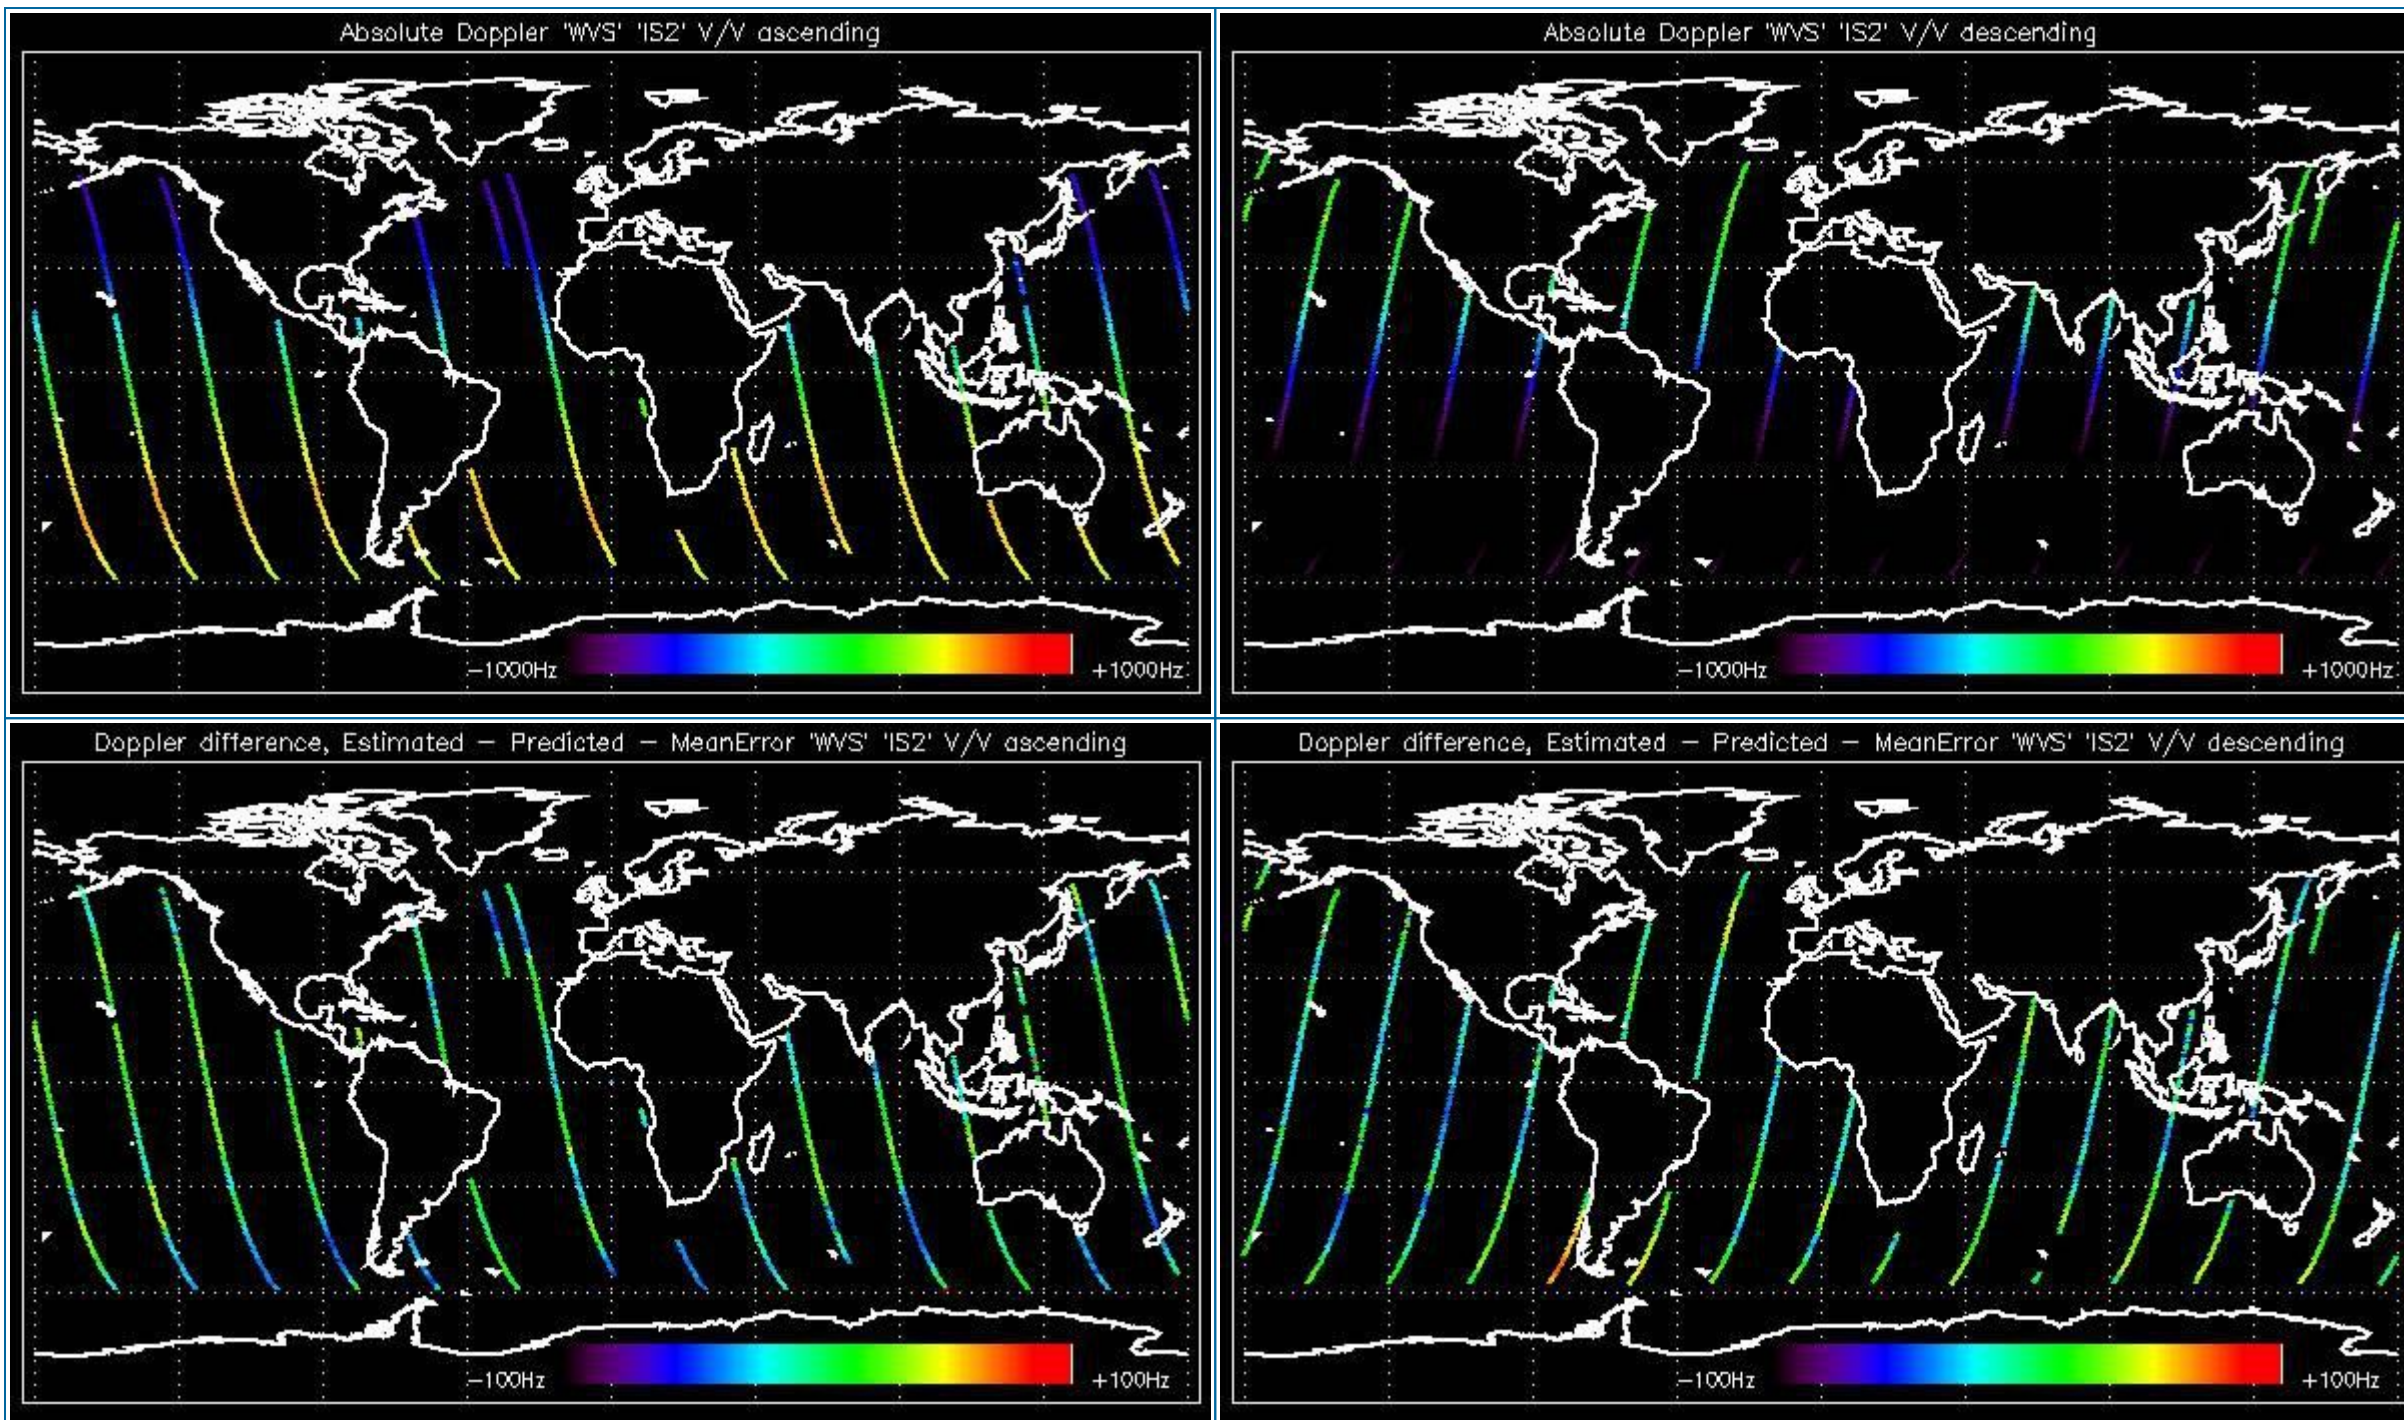 Absolute Doppler 'WVS' 'IS2' V/V ascending
-1000Hz
+1000Hz
Absolute Doppler 'WVS' 'IS2' V/V descending
-1000Hz
+1000Hz
Doppler difference, Estimated - Predicted - MeanError 'WVS' 'IS2' V/V ascending
-100Hz
+100Hz
Doppler difference, Estimated - Predicted - MeanError 'WVS' 'IS2' V/V descending
-100Hz
+100Hz